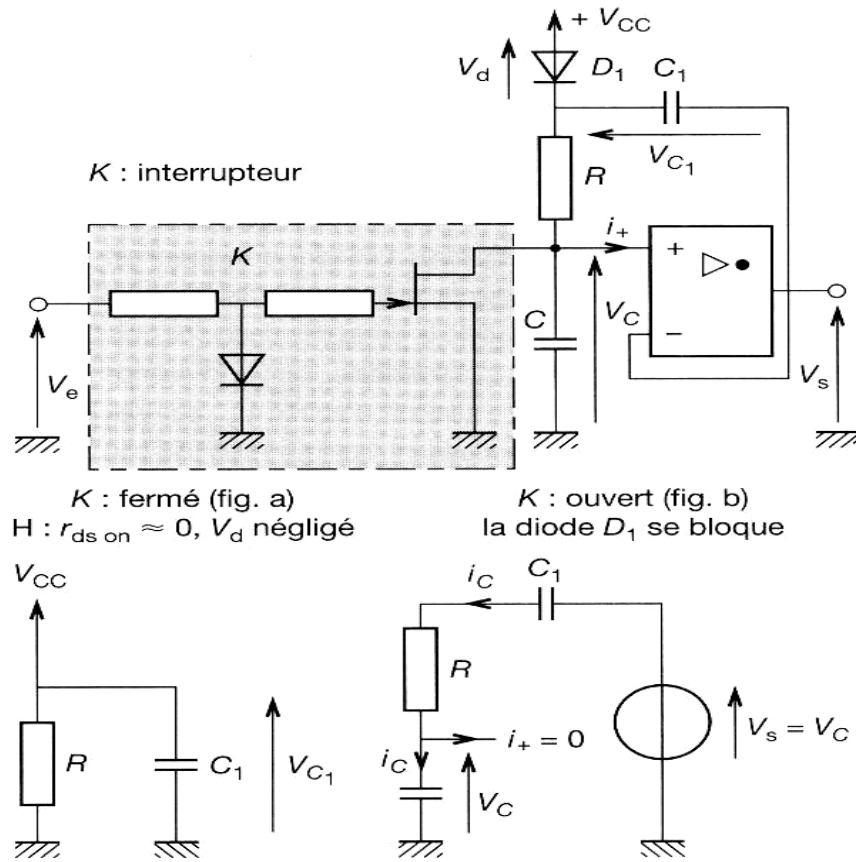 + V_CC
V_d
D_1
C_1
V_C1
R
K : interrupteur
K
i_+
+
C
V_C
−
V_e
V_s
K : fermé (fig. a)
H : r_ds on ≈ 0, V_d négligé
K : ouvert (fig. b)
la diode D_1 se bloque
V_CC
R
C_1
V_C1
i_C
C_1
R
i_+ = 0
i_C
V_C
V_s = V_C